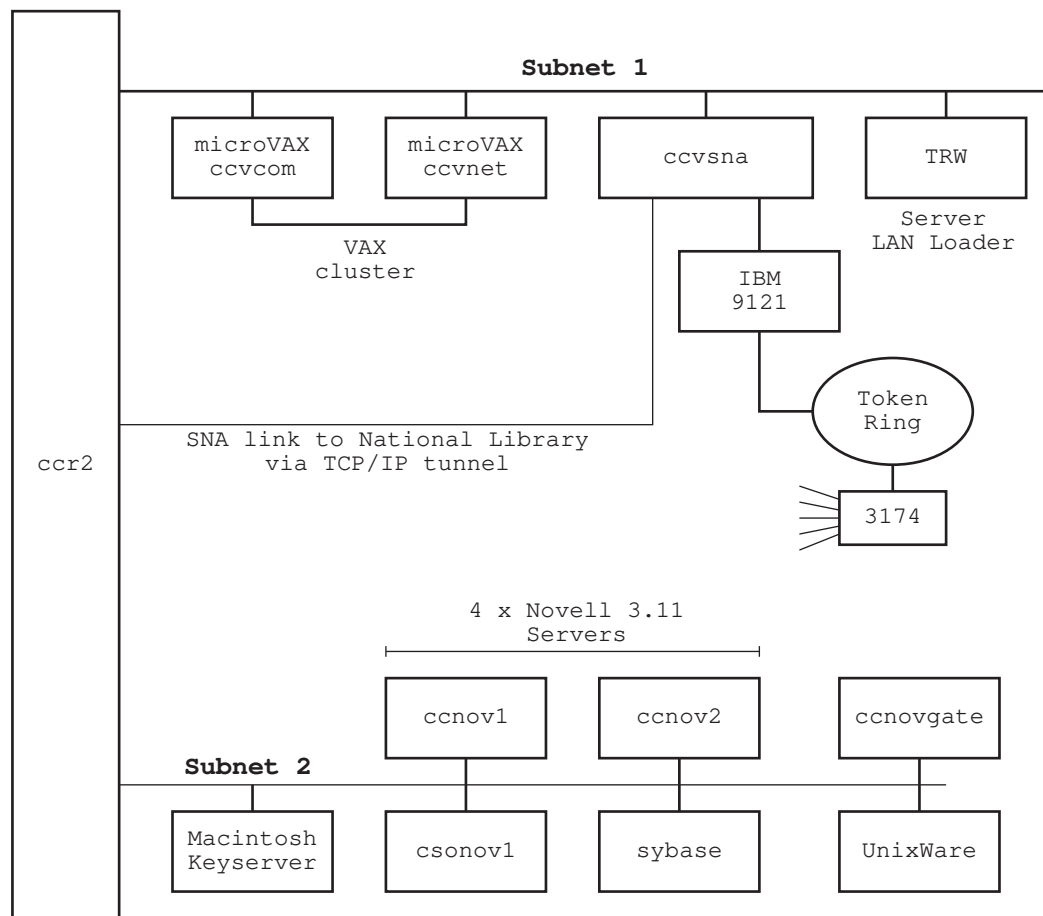 Subnet 1
microVAX
ccvcom
microVAX
ccvnet
ccvsna
TRW
VAX
cluster
Server
LAN Loader
IBM
9121
Token
Ring
SNA link to National Library
via TCP/IP tunnel
ccr2
3174
4 x Novell 3.11
Servers
ccnov1
ccnov2
ccnovgate
Subnet 2
Macintosh
Keyserver
csonov1
sybase
UnixWare